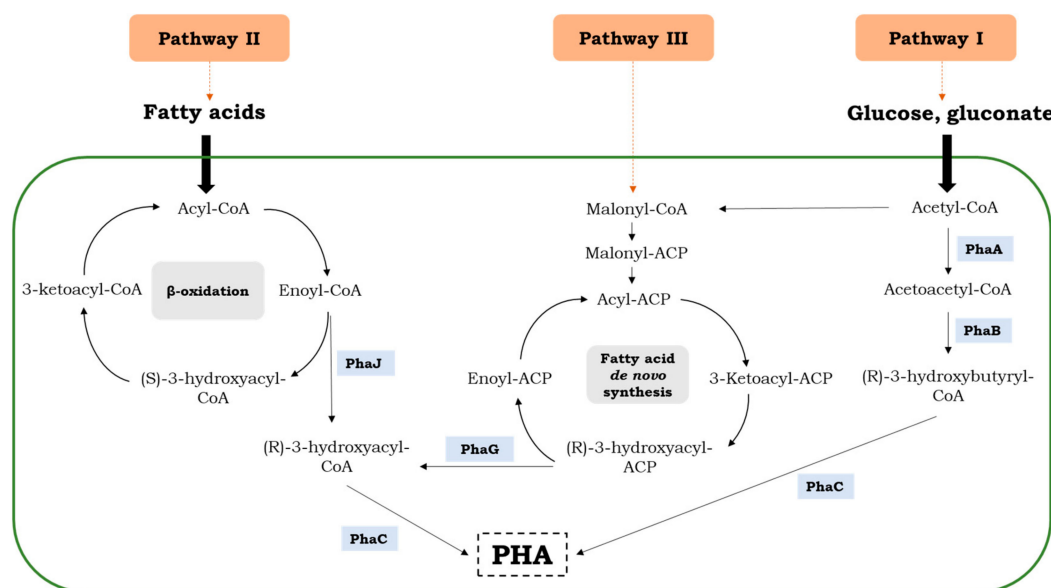 Pathway II
Pathway III
Pathway I
Fatty acids
Glucose, gluconate
Acyl-CoA
Malonyl-CoA
Acetyl-CoA
Malonyl-ACP
PhaA
3-ketoacyl-CoA
β-oxidation
Enoyl-CoA
Acyl-ACP
Acetoacetyl-CoA
PhaB
PhaJ
(S)-3-hydroxyacyl-
CoA
Enoyl-ACP
Fatty acid
de novo
synthesis
3-Ketoacyl-ACP
(R)-3-hydroxybutyryl-
CoA
(R)-3-hydroxyacyl-
CoA
PhaG
(R)-3-hydroxyacyl-
ACP
PhaC
PhaC
PHA